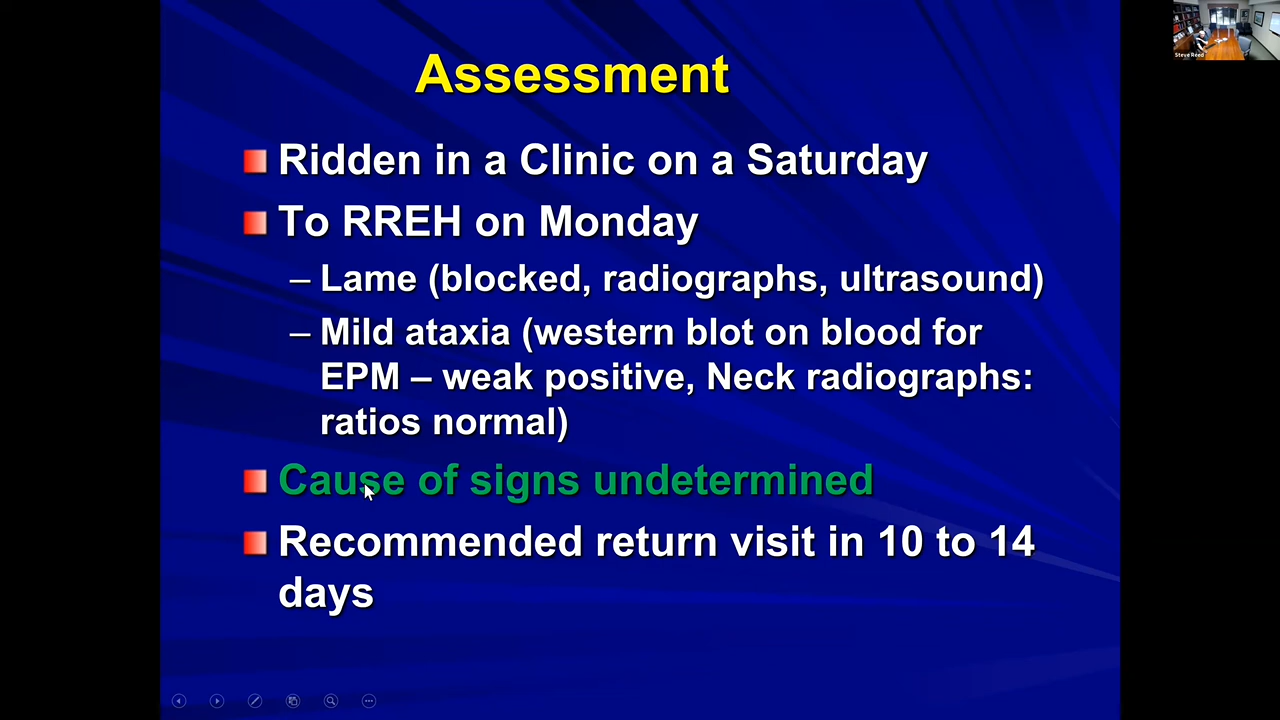 Assessment
Ridden in a Clinic on a Saturday
To RREH on Monday
– Lame (blocked, radiographs, ultrasound)
– Mild ataxia (western blot on blood for
EPM – weak positive, Neck radiographs:
ratios normal)
Cause of signs undetermined
Recommended return visit in 10 to 14
days
Steve Reed